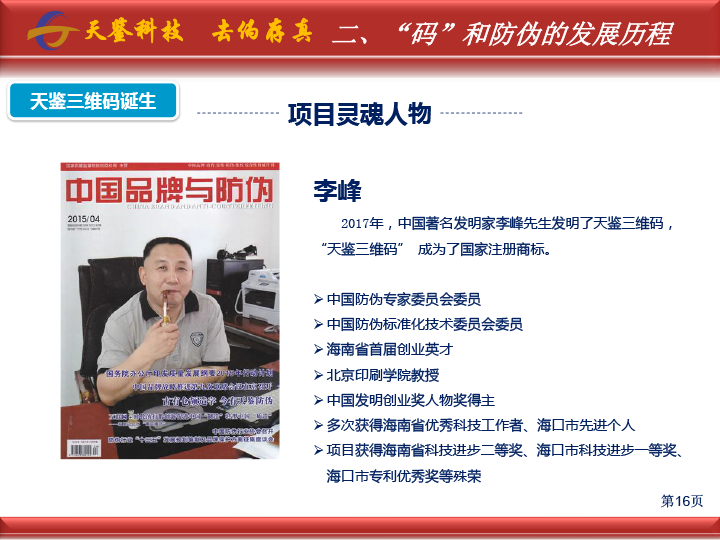 天鉴科技 去伪存真 二、“码”和防伪的发展历程
天鉴三维码诞生
项目灵魂人物
中国品牌与防伪
2015/04
李峰
2017年，中国著名发明家李峰先生发明了天鉴三维码，
“天鉴三维码” 成为了国家注册商标。
中国防伪专家委员会委员
中国防伪标准化技术委员会委员
海南省首届创业英才
北京印刷学院教授
中国发明创业奖人物奖得主
多次获得海南省优秀科技工作者、海口市先进个人
项目获得海南省科技进步二等奖、海口市科技进步一等奖、
海口市专利优秀奖等殊荣
第16页